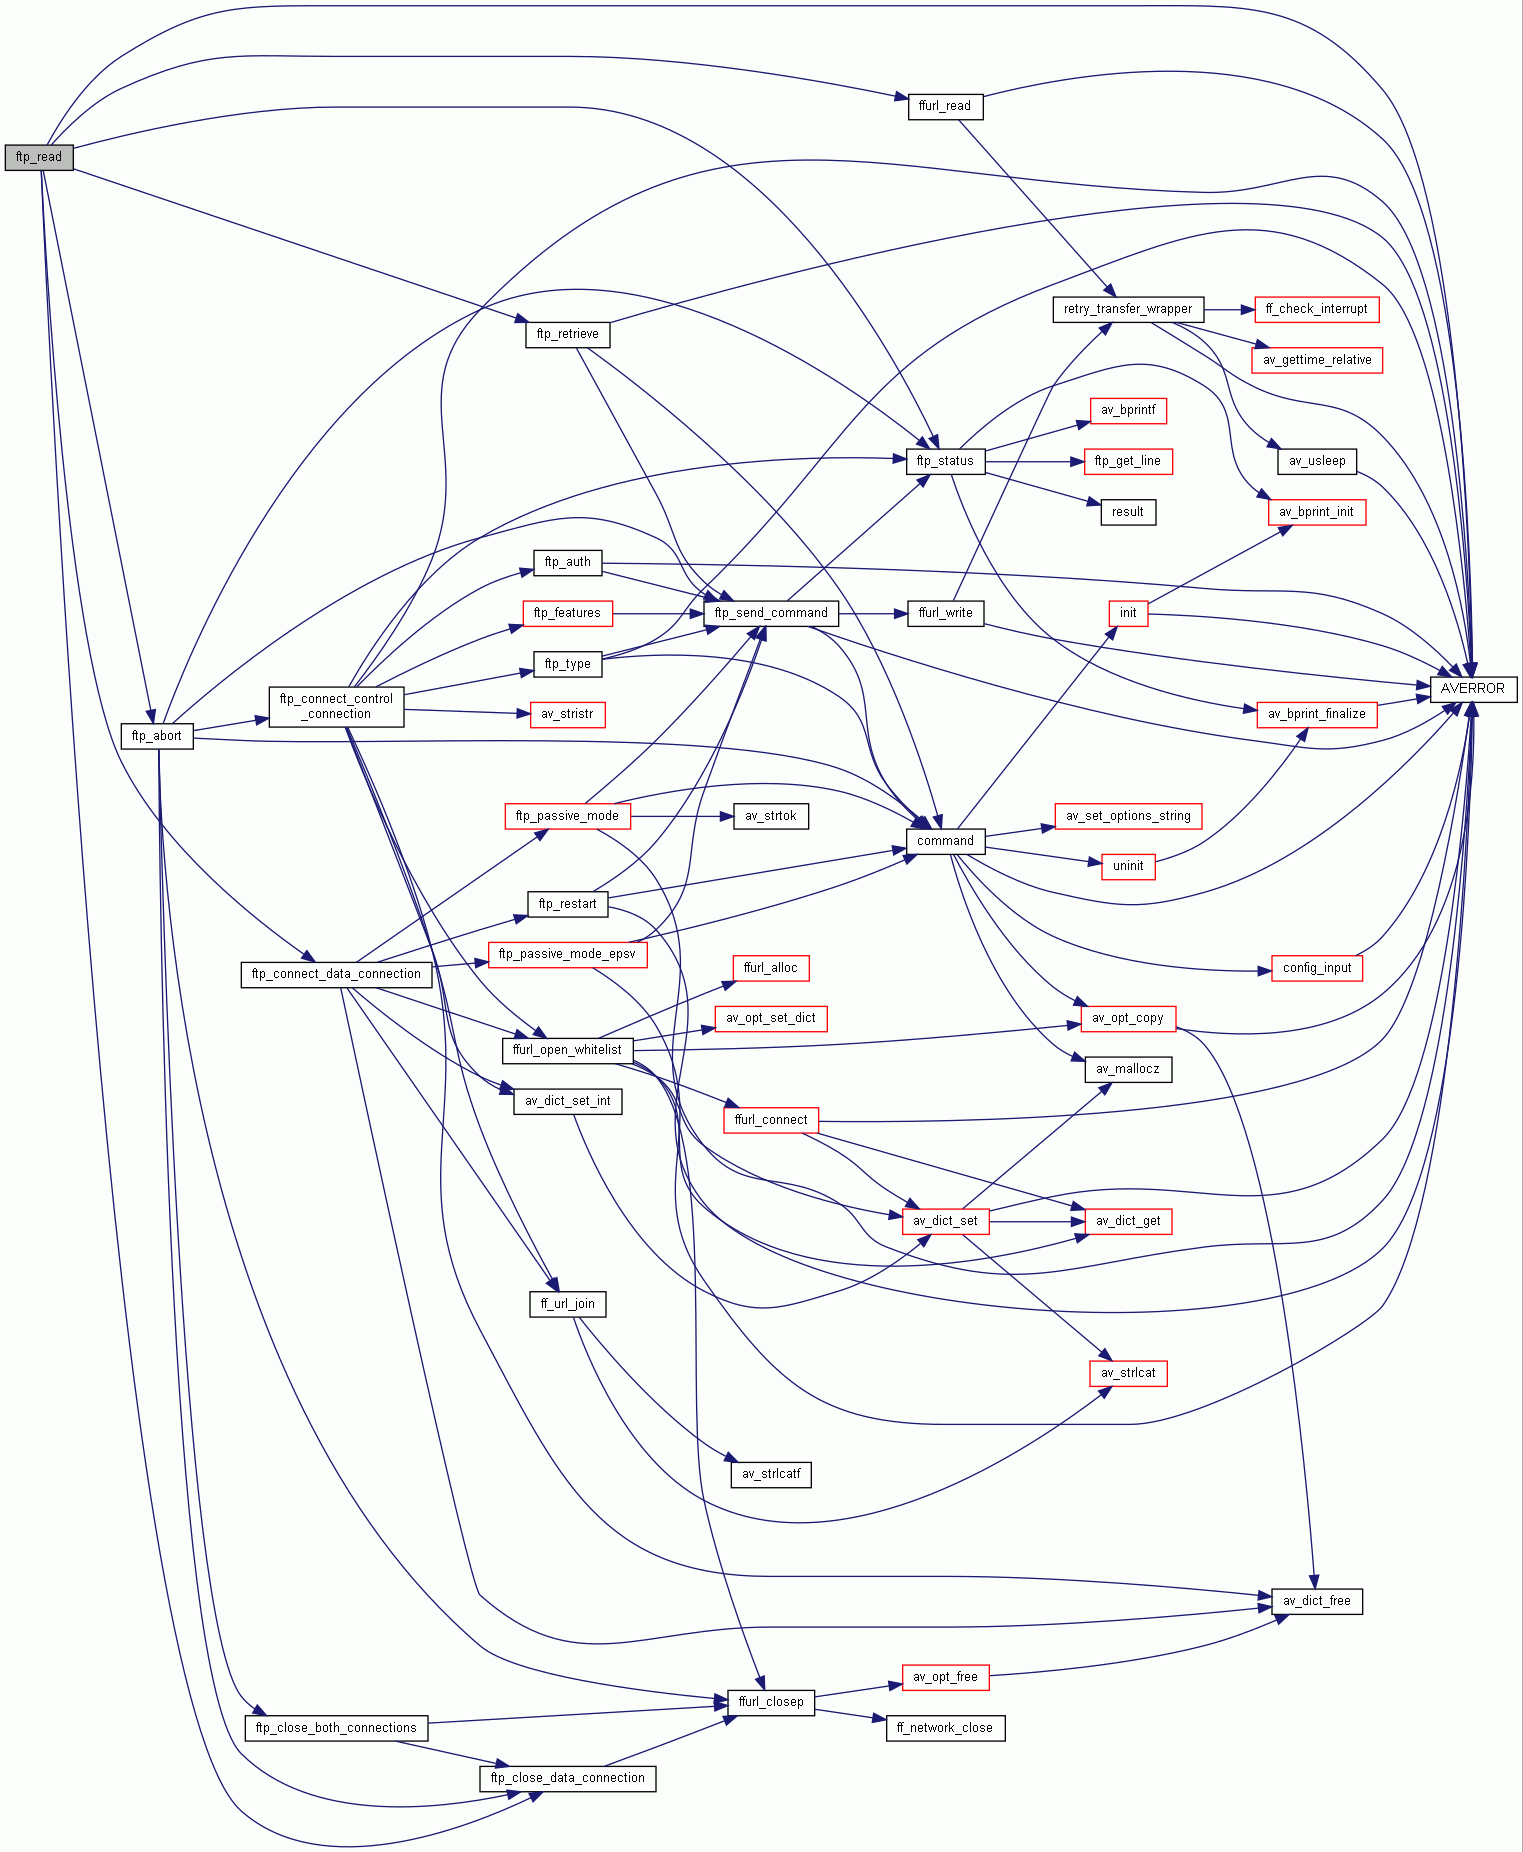 ffurl_read
ftp_read
retry_transfer_wrapper
ff_check_interrupt
ftp_retrieve
av_gettime_relative
av_bprintf
ftp_status
ftp_get_line
av_usleep
result
av_bprint_init
ftp_auth
ftp_features
ftp_send_command
ffurl_write
init
ftp_type
AVERROR
ftp_connect_control
_connection
av_stristr
av_bprint_finalize
ftp_abort
ftp_passive_mode
av_strtok
av_set_options_string
command
uninit
ftp_restart
ftp_passive_mode_epsv
ftp_connect_data_connection
ffurl_alloc
config_input
av_opt_set_dict
av_opt_copy
ffurl_open_whitelist
av_mallocz
av_dict_set_int
ffurl_connect
av_dict_set
av_dict_get
ff_url_join
av_strlcat
av_strlcatf
av_dict_free
av_opt_free
ffurl_closep
ftp_close_both_connections
ff_network_close
ftp_close_data_connection